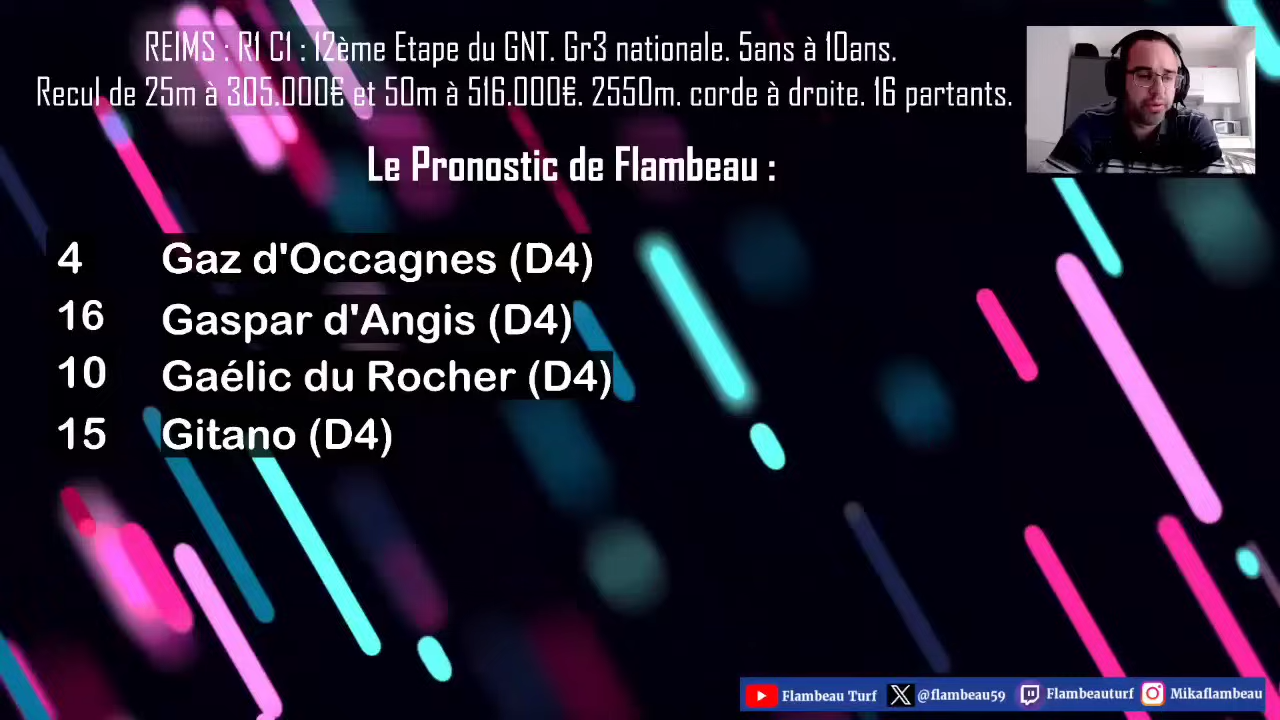 REIMS : R1 C1 : 12ème Etape du GNT. Gr3 nationale. 5ans à 10ans.
Recul de 25m à 305.000€ et 50m à 516.000€. 2550m. corde à droite. 16 partants.
Le Pronostic de Flambeau :
4 Gaz d'Occagnes (D4)
16 Gaspar d'Angis (D4)
10 Gaélic du Rocher (D4)
15 Gitano (D4)
Flambeau Turf @flambeau59 Flambeauturf Mikaflambeau